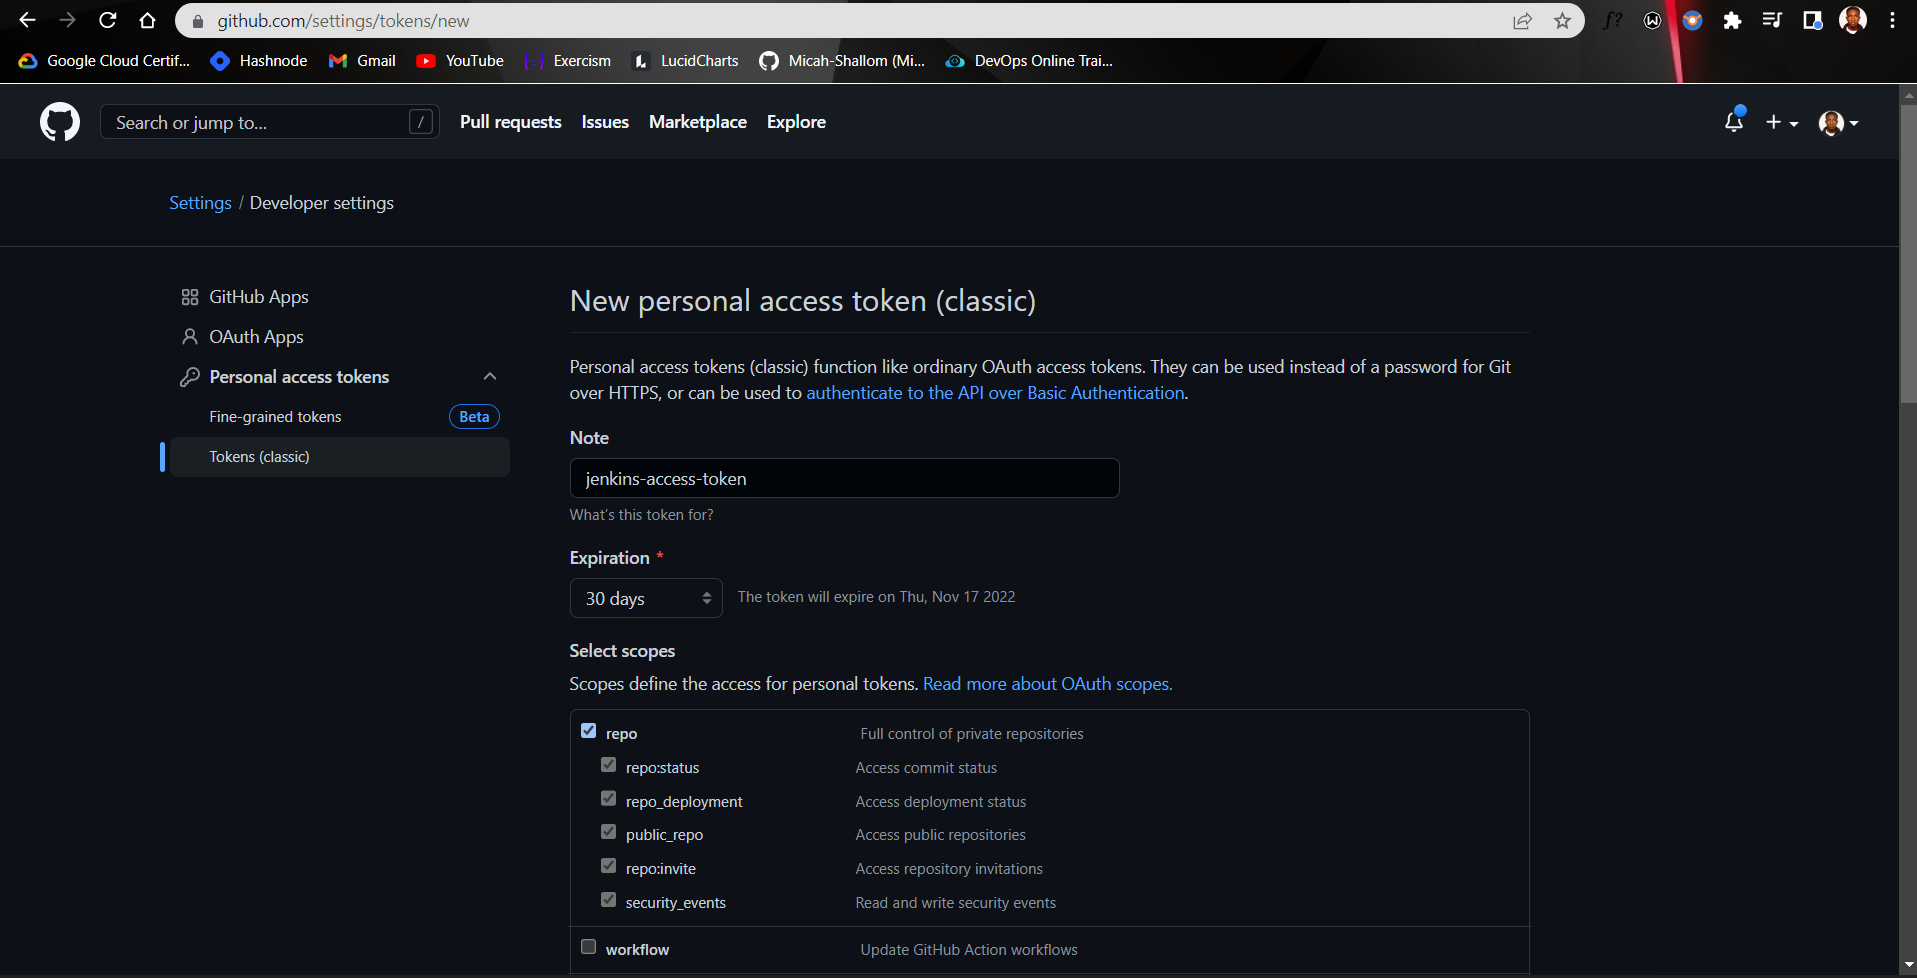 github.com/settings/tokens/new
f?
Google Cloud Certif... Hashnode Gmail YouTube Exercism LucidCharts Micah-Shallom (Mi... DevOps Online Trai...
Search or jump to... / Pull requests Issues Marketplace Explore
Settings / Developer settings
GitHub Apps
OAuth Apps
Personal access tokens
Fine-grained tokens Beta
Tokens (classic)
New personal access token (classic)
Personal access tokens (classic) function like ordinary OAuth access tokens. They can be used instead of a password for Git
over HTTPS, or can be used to authenticate to the API over Basic Authentication.
Note
jenkins-access-token
What's this token for?
Expiration *
30 days The token will expire on Thu, Nov 17 2022
Select scopes
Scopes define the access for personal tokens. Read more about OAuth scopes.
repo Full control of private repositories
repo:status Access commit status
repo_deployment Access deployment status
public_repo Access public repositories
repo:invite Access repository invitations
security_events Read and write security events
workflow Update GitHub Action workflows